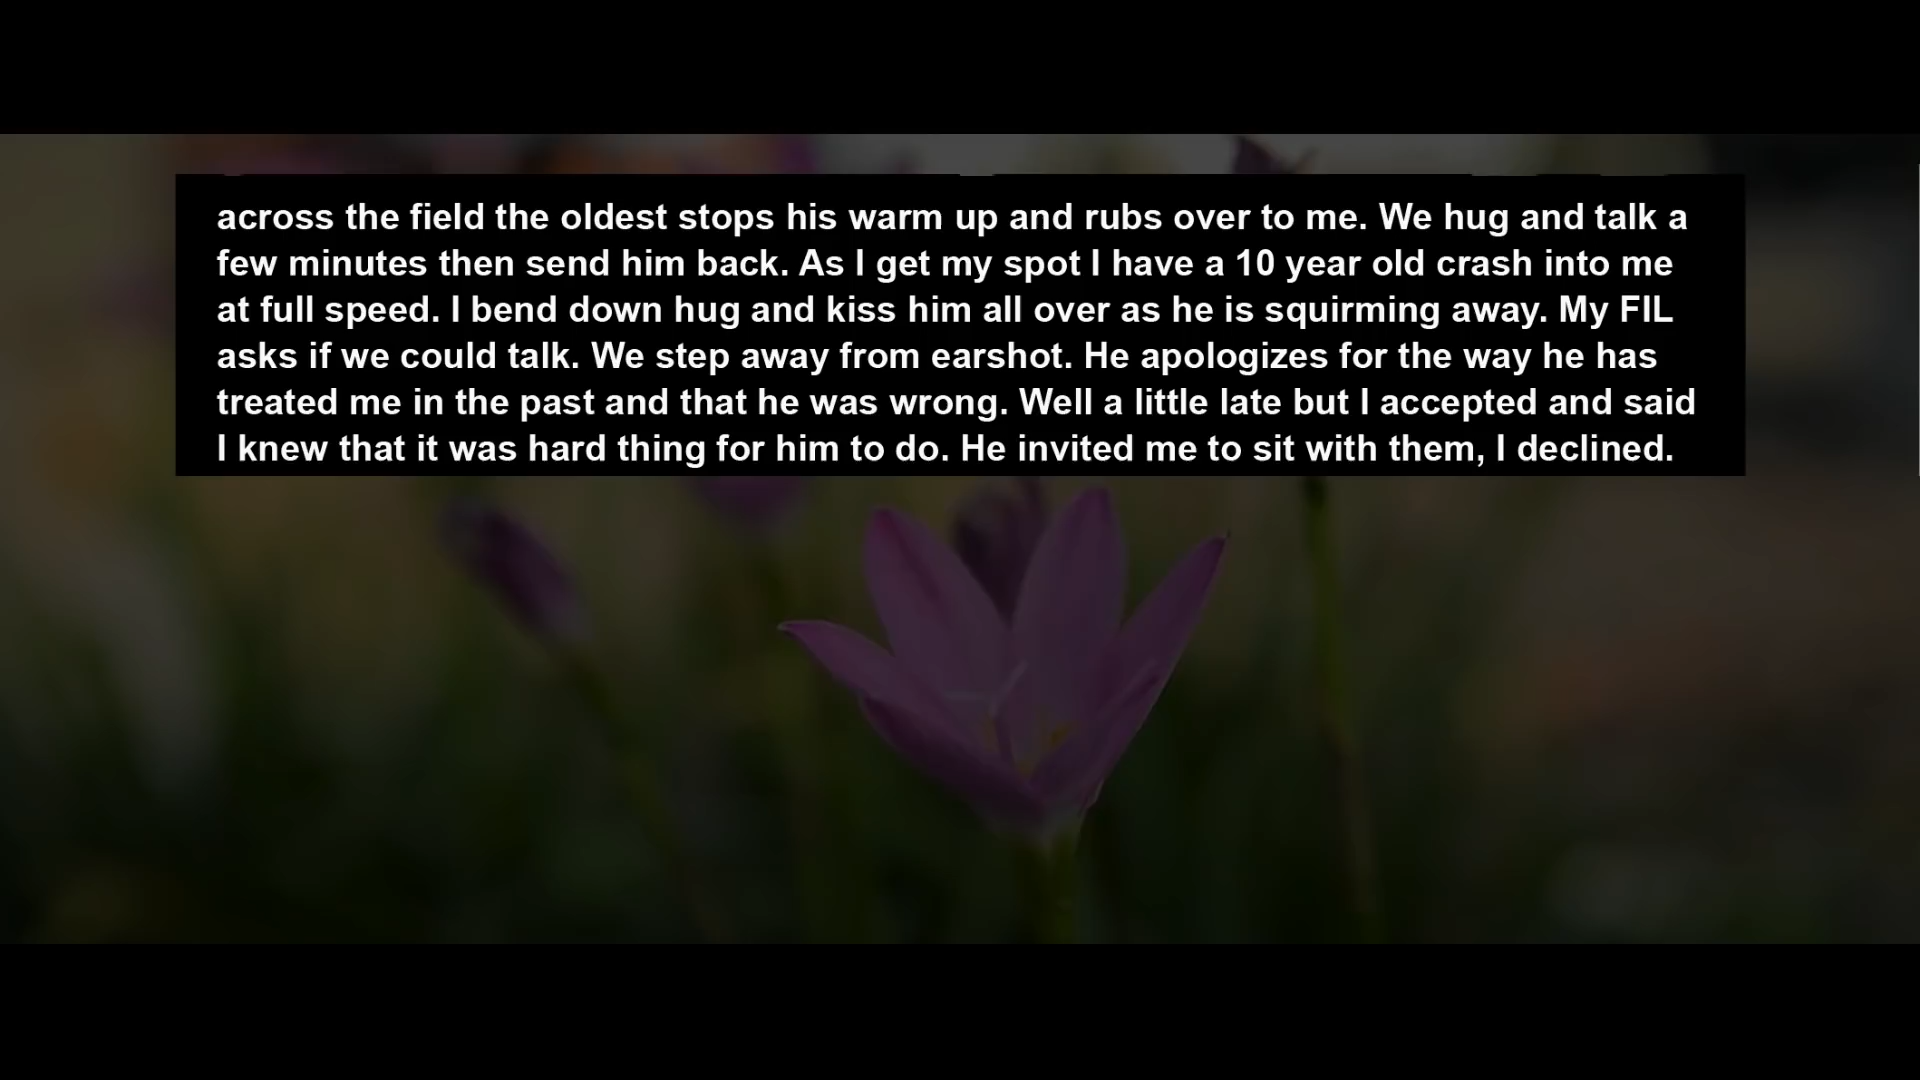 across the field the oldest stops his warm up and rubs over to me. We hug and talk a
few minutes then send him back. As I get my spot I have a 10 year old crash into me
at full speed. I bend down hug and kiss him all over as he is squirming away. My FIL
asks if we could talk. We step away from earshot. He apologizes for the way he has
treated me in the past and that he was wrong. Well a little late but I accepted and said
I knew that it was hard thing for him to do. He invited me to sit with them, I declined.